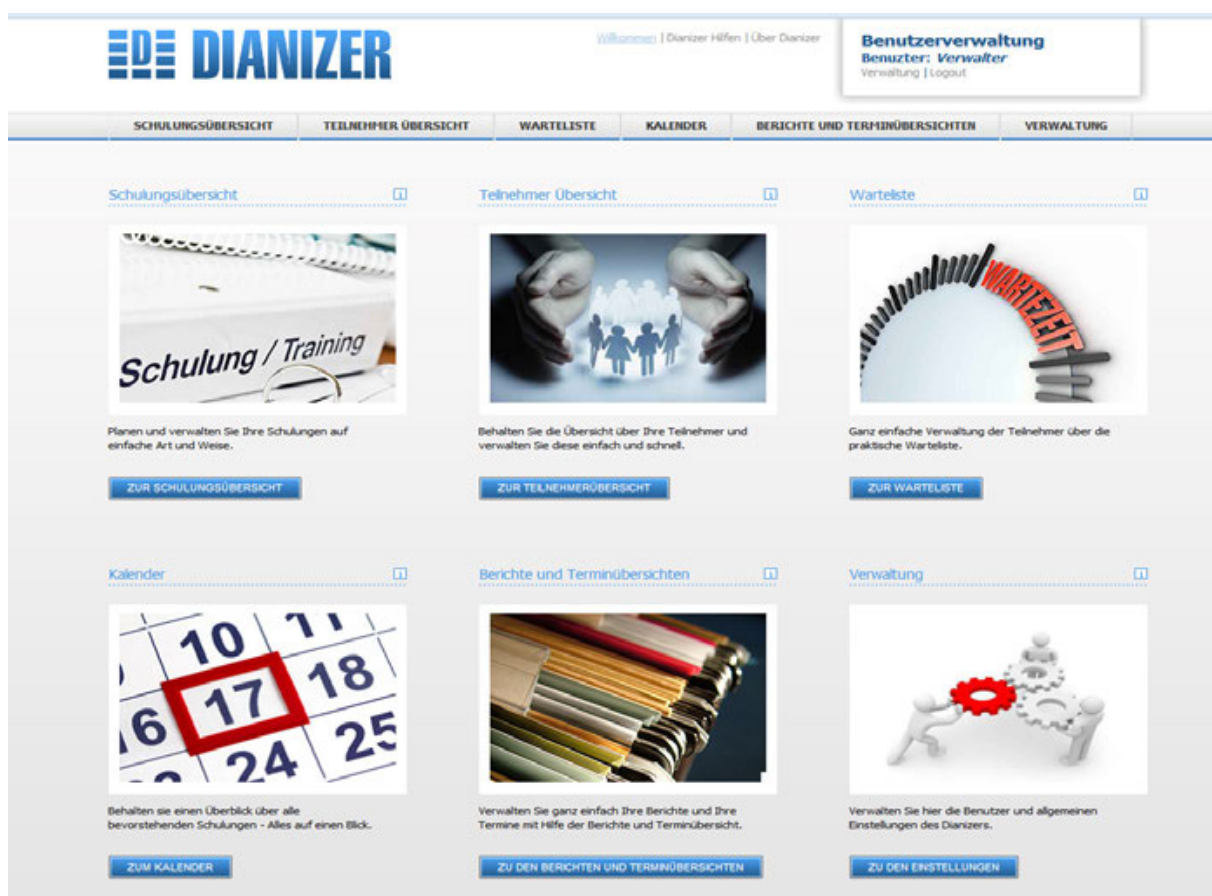 DIANIZER
Willkommen | Dianizer Hilfen | Über Dianizer
Benutzerverwaltung
Benuzter: Verwalter
Verwaltung | Logout
SCHULUNGSÜBERSICHT TEILNEHMER ÜBERSICHT WARTELISTE KALENDER BERICHTE UND TERMINÜBERSICHTEN VERWALTUNG
Schulungsübersicht
Schulung / Training
Planen und verwalten Sie Ihre Schulungen auf
einfache Art und Weise.
ZUR SCHULUNGSÜBERSICHT
Teilnehmer Übersicht
Behalten Sie die Übersicht über Ihre Teilnehmer und
verwalten Sie diese einfach und schnell.
ZUR TEILNEHMERÜBERSICHT
Warteliste
WARTEZEIT
Ganz einfache Verwaltung der Teilnehmer über die
praktische Warteliste.
ZUR WARTELISTE
Kalender
10 11
16 17 18
24 25
Behalten sie einen Überblick über alle
bevorstehenden Schulungen - Alles auf einen Blick.
ZUM KALENDER
Berichte und Terminübersichten
Verwalten Sie ganz einfach Ihre Berichte und Ihre
Termine mit Hilfe der Berichte und Terminübersicht.
ZU DEN BERICHTEN UND TERMINÜBERSICHTEN
Verwaltung
Verwalten Sie hier die Benutzer und allgemeinen
Einstellungen des Dianizers.
ZU DEN EINSTELLUNGEN